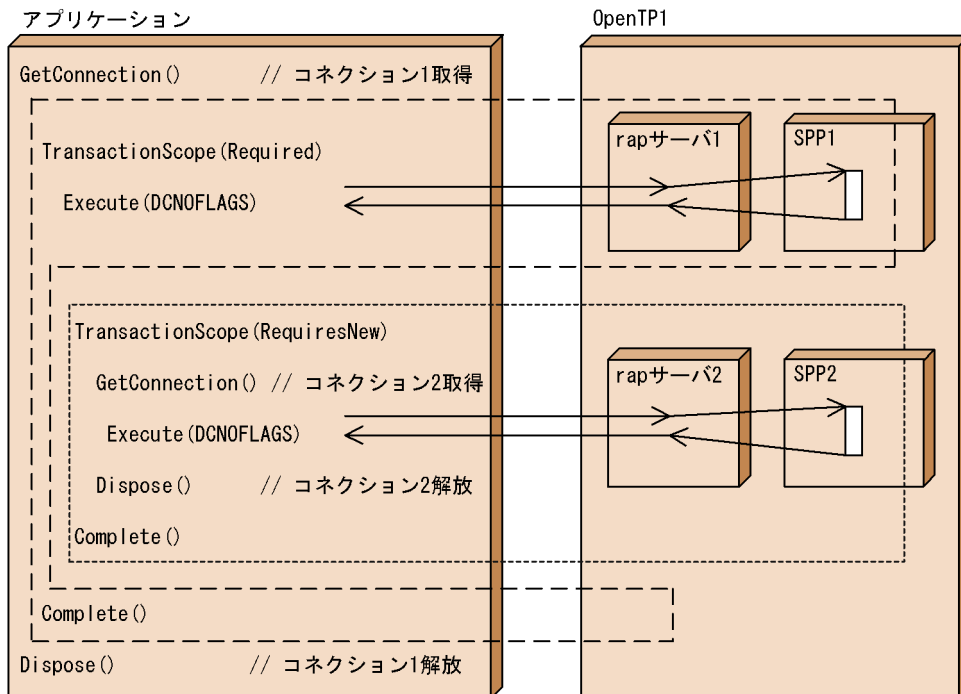 アプリケーション
OpenTP1
GetConnection() // コネクション1取得
TransactionScope(Required)
Execute(DCNOFLAGS)
rapサーバ1
SPP1
TransactionScope(RequiresNew)
GetConnection() // コネクション2取得
Execute(DCNOFLAGS)
rapサーバ2
SPP2
Dispose() // コネクション2解放
Complete()
Complete()
Dispose() // コネクション1解放